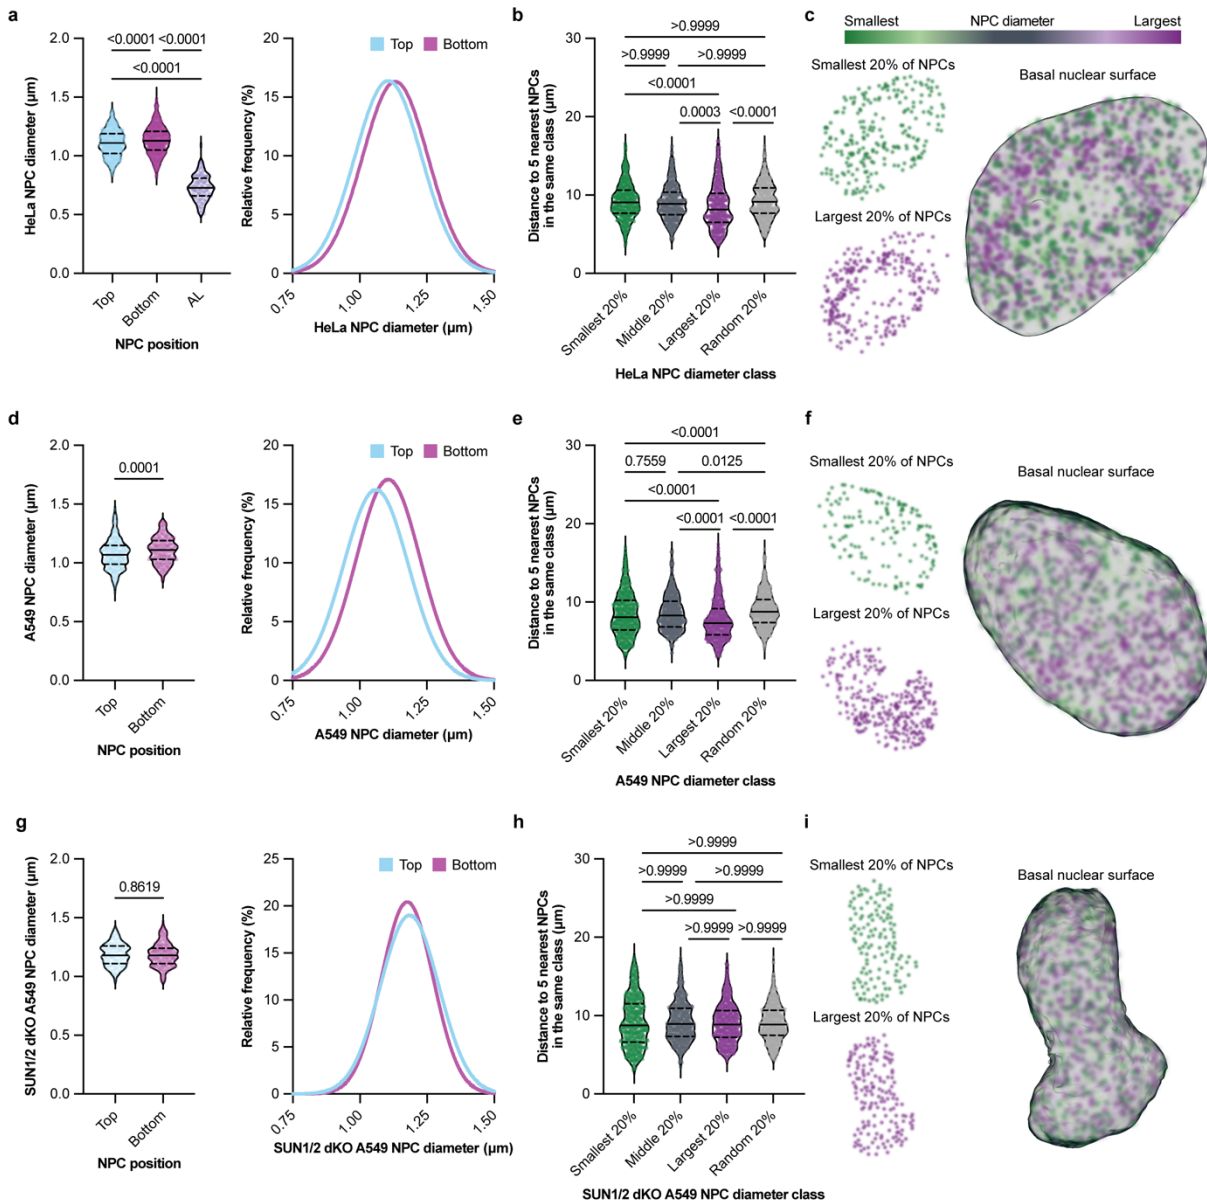 a
HeLa NPC diameter (µm)
2.0
1.5
1.0
0.5
0.0
<0.0001 <0.0001
<0.0001
Top
Bottom
AL
NPC position
Relative frequency (%)
20
15
10
5
0
Top Bottom
0.75
1.00
1.25
1.50
HeLa NPC diameter (µm)
b
Distance to 5 nearest NPCs
in the same class (µm)
30
20
10
0
>0.9999
>0.9999 >0.9999
<0.0001
0.0003 <0.0001
Smallest 20%
Middle 20%
Largest 20%
Random 20%
HeLa NPC diameter class
c
Smallest NPC diameter Largest
Smallest 20% of NPCs
Largest 20% of NPCs
Basal nuclear surface
d
A549 NPC diameter (µm)
2.0
1.5
1.0
0.5
0.0
0.0001
Top
Bottom
NPC position
Relative frequency (%)
20
15
10
5
0
Top Bottom
0.75
1.00
1.25
1.50
A549 NPC diameter (µm)
e
Distance to 5 nearest NPCs
in the same class (µm)
30
20
10
0
<0.0001
0.7559 0.0125
<0.0001
<0.0001 <0.0001
Smallest 20%
Middle 20%
Largest 20%
Random 20%
A549 NPC diameter class
f
Smallest 20% of NPCs
Largest 20% of NPCs
Basal nuclear surface
g
SUN1/2 dKO A549 NPC diameter (µm)
2.0
1.5
1.0
0.5
0.0
0.8619
Top
Bottom
NPC position
Relative frequency (%)
25
20
15
10
5
0
Top Bottom
0.75
1.00
1.25
1.50
SUN1/2 dKO A549 NPC diameter (µm)
h
Distance to 5 nearest NPCs
in the same class (µm)
30
20
10
0
>0.9999
>0.9999 >0.9999
>0.9999
>0.9999 >0.9999
Smallest 20%
Middle 20%
Largest 20%
Random 20%
SUN1/2 dKO A549 NPC diameter class
i
Smallest 20% of NPCs
Largest 20% of NPCs
Basal nuclear surface